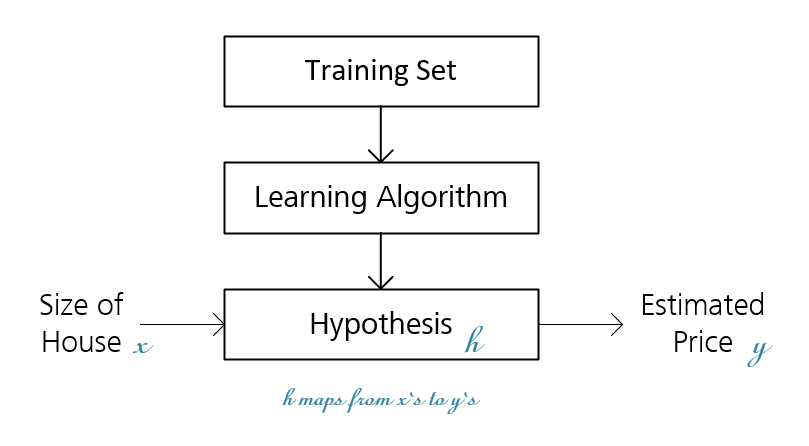 Training Set
Learning Algorithm
Size of
House x
Hypothesis h
Estimated
Price y
h maps from x`s to y`s